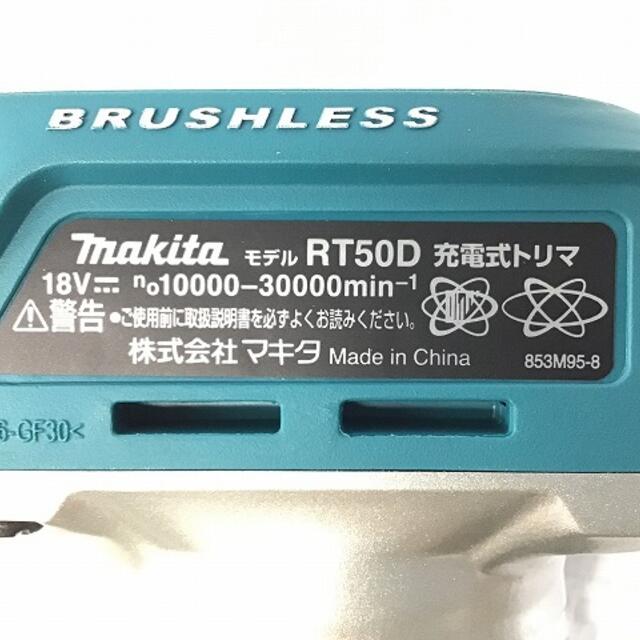 BRUSHLESS
makita モデル RT50D 充電式トリマ
18V⎓ n₀10000-30000min⁻¹
⚠警告 ●ご使用前に取扱説明書を必ずよくお読みください。
株式会社 マキタ Made in China
853M95-8
6-GF30<